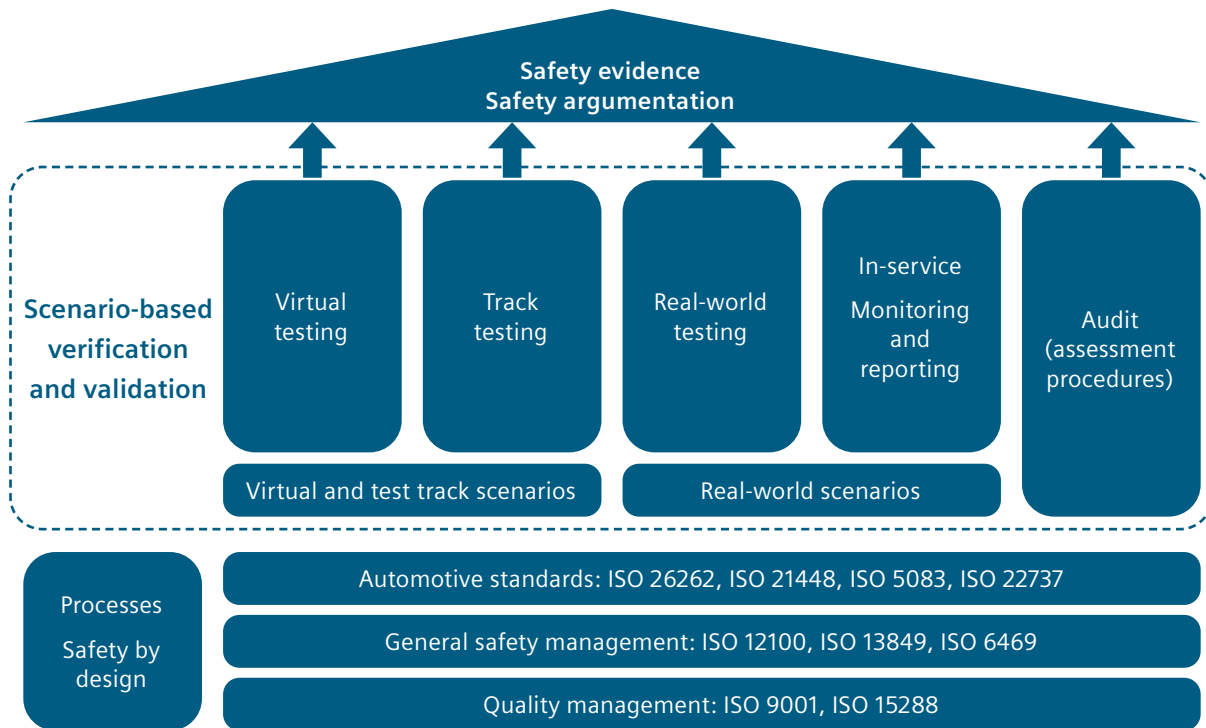 Safety evidence
Safety argumentation
Scenario-based
verification
and validation
Virtual
testing
Track
testing
Real-world
testing
In-service
Monitoring
and
reporting
Audit
(assessment
procedures)
Virtual and test track scenarios
Real-world scenarios
Processes
Safety by
design
Automotive standards: ISO 26262, ISO 21448, ISO 5083, ISO 22737
General safety management: ISO 12100, ISO 13849, ISO 6469
Quality management: ISO 9001, ISO 15288